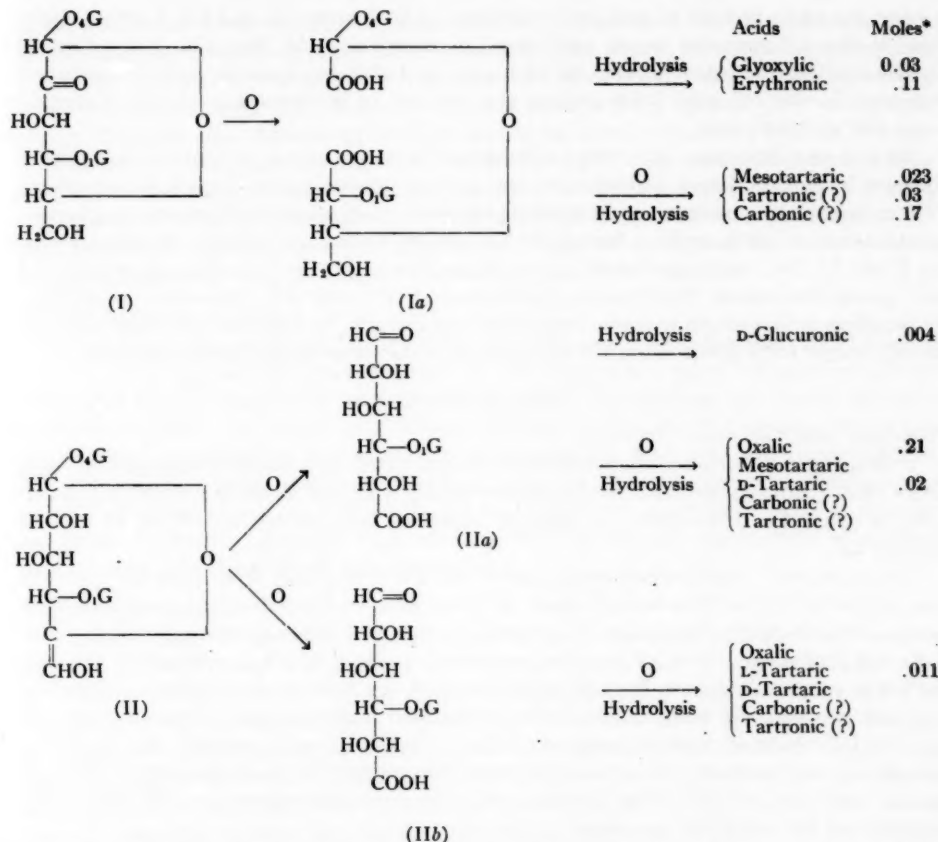 Acids Moles*
O₄G O₄G
HC HC Hydrolysis Glyoxylic 0.03
C=O COOH Erythronic .11
HOCH O O O
HC—O₁G COOH O Mesotartaric .023
HC HC—O₁G Hydrolysis Tartronic (?) .03
H₂COH HC Carbonic (?) .17
H₂COH
(I) (Ia)
HC=O Hydrolysis D-Glucuronic .004
HCOH
HOCH
O₄G HC—O₁G O Oxalic .21
HC O HCOH Hydrolysis Mesotartaric
HCOH COOH D-Tartaric .02
HOCH O (IIa) Carbonic (?)
Tartronic (?)
HC—O₁G O HC=O
C HCOH Oxalic
CHOH HOCH O L-Tartaric .011
(II) HC—O₁G Hydrolysis D-Tartaric
HOCH Carbonic (?)
COOH Tartronic (?)
(IIb)